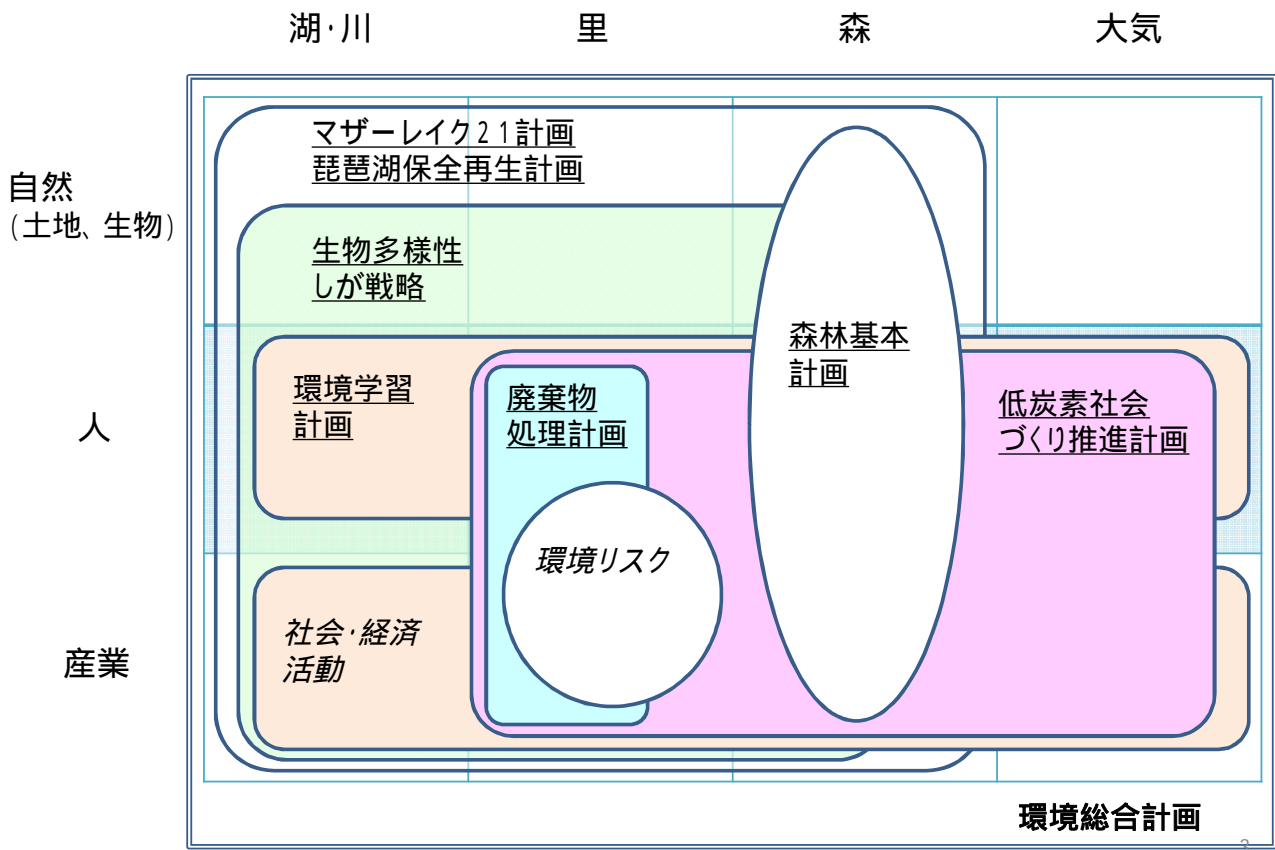 湖・川 里 森 大気
マザーレイク21計画
琵琶湖保全再生計画
自然
(土地、生物)
生物多様性
しが戦略
森林基本
計画
環境学習
計画
廃棄物
処理計画
低炭素社会
づくり推進計画
人
環境リスク
社会・経済
活動
産業
環境総合計画